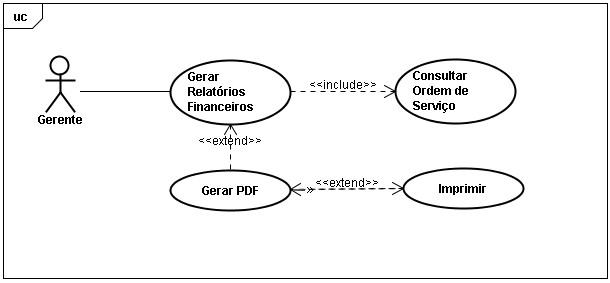 uc
Gerar
Relatórios
Financeiros
<<include>>
Consultar
Ordem de
Serviço
Gerente
<<extend>>
Gerar PDF
<<extend>>
Imprimir